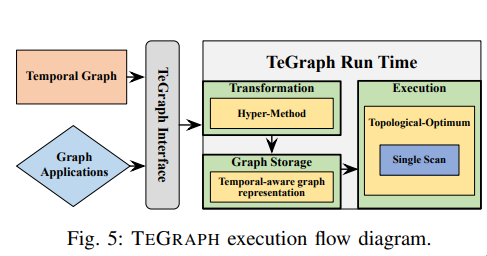 Temporal Graph
Graph
Applications
TeGraph Interface
TeGraph Run Time
Transformation
Hyper-Method
Graph Storage
Temporal-aware graph
representation
Execution
Topological-Optimum
Single Scan
Fig. 5: TEGRAPH execution flow diagram.